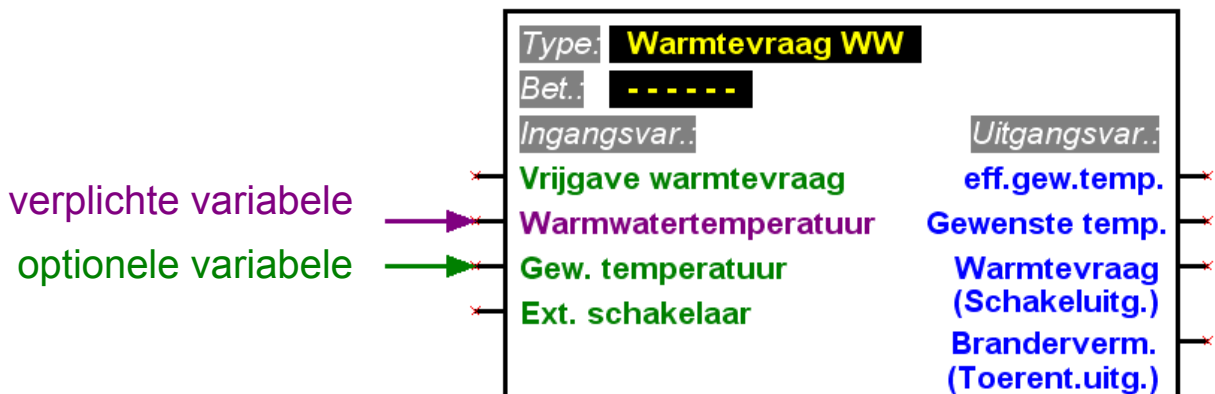 Type: Warmtevraag WW
Bet.: - - - - - -
Ingangsvar.: Uitgangsvar.:
Vrijgave warmtevraag eff.gew.temp.
verplichte variabele Warmwatertemperatuur Gewenste temp.
optionele variabele Gew. temperatuur Warmtevraag
(Schakeluitg.)
Ext. schakelaar
Branderverm.
(Toerent.uitg.)